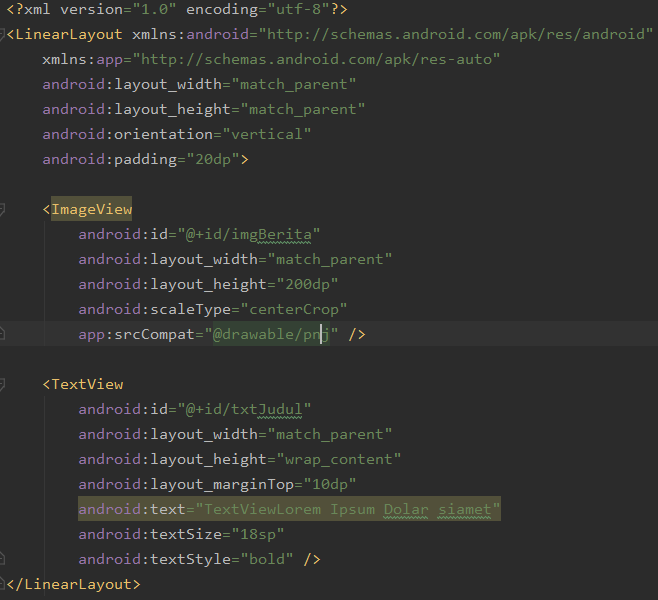 <?xml version="1.0" encoding="utf-8"?>
<LinearLayout xmlns:android="http://schemas.android.com/apk/res/android"
    xmlns:app="http://schemas.android.com/apk/res-auto"
    android:layout_width="match_parent"
    android:layout_height="match_parent"
    android:orientation="vertical"
    android:padding="20dp">

    <ImageView
        android:id="@+id/imgBerita"
        android:layout_width="match_parent"
        android:layout_height="200dp"
        android:scaleType="centerCrop"
        app:srcCompat="@drawable/pnj" />

    <TextView
        android:id="@+id/txtJudul"
        android:layout_width="match_parent"
        android:layout_height="wrap_content"
        android:layout_marginTop="10dp"
        android:text="TextViewLorem Ipsum Dolar siamet"
        android:textSize="18sp"
        android:textStyle="bold" />
</LinearLayout>